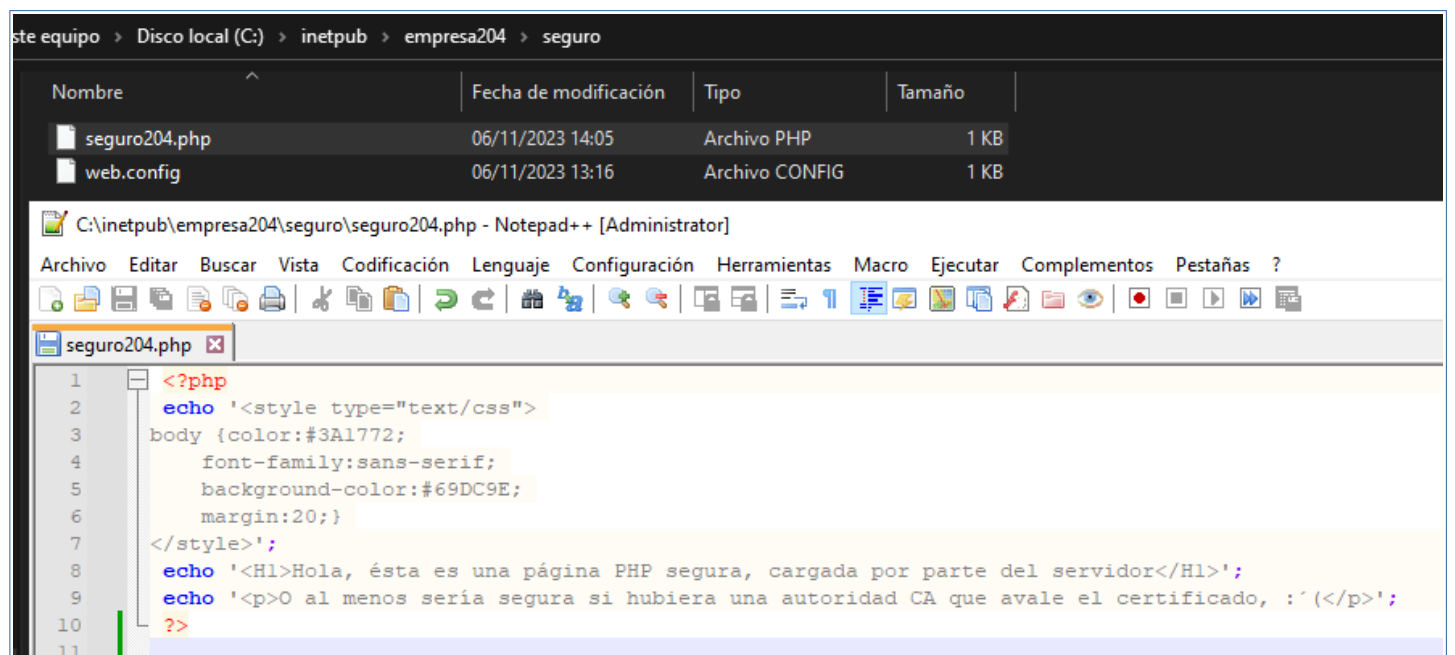 ste equipo > Disco local (C:) > inetpub > empresa204 > seguro
Nombre Fecha de modificación Tipo Tamaño
seguro204.php 06/11/2023 14:05 Archivo PHP 1 KB
web.config 06/11/2023 13:16 Archivo CONFIG 1 KB
C:\inetpub\empresa204\seguro\seguro204.php - Notepad++ [Administrator]
Archivo Editar Buscar Vista Codificación Lenguaje Configuración Herramientas Macro Ejecutar Complementos Pestañas ?
seguro204.php
1 <?php
2 echo '<style type="text/css">
3 body {color:#3A1772;
4 font-family:sans-serif;
5 background-color:#69DC9E;
6 margin:20;}
7 </style>';
8 echo '<H1>Hola, ésta es una página PHP segura, cargada por parte del servidor</H1>';
9 echo '<p>O al menos sería segura si hubiera una autoridad CA que avale el certificado, :´(</p>';
10 ?>
11